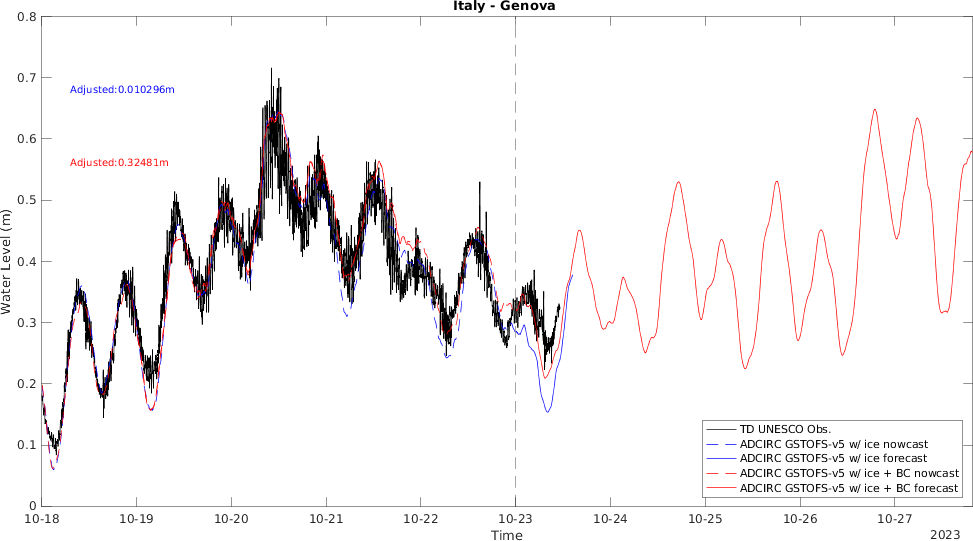 Italy - Genova
0.8
0.7
0.6
0.5
0.4
0.3
0.2
0.1
0
Water Level (m)
Adjusted:0.010296m
Adjusted:0.32481m
TD UNESCO Obs.
ADCIRC GSTOFS-v5 w/ ice nowcast
ADCIRC GSTOFS-v5 w/ ice forecast
ADCIRC GSTOFS-v5 w/ ice + BC nowcast
ADCIRC GSTOFS-v5 w/ ice + BC forecast
10-18 10-19 10-20 10-21 10-22 10-23 10-24 10-25 10-26 10-27
Time
2023